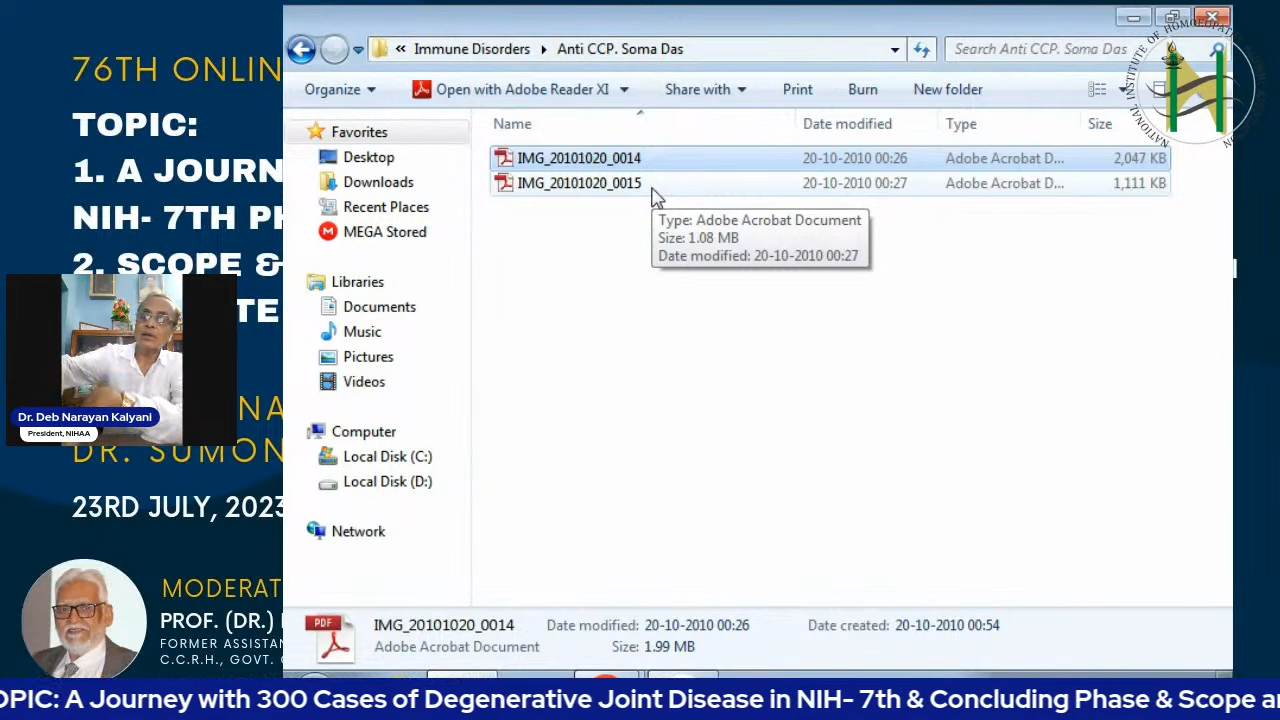 76TH ONLIN
TOPIC:
1. A JOURN
NIH- 7TH PH
2. SCOPE &
TE
NA
DR. SUMON
23RD JULY, 2023
MODERAT
PROF. (DR.)
FORMER ASSISTAN
C.C.R.H., GOVT.
Dr. Deb Narayan Kalyani
President, NIHAA
« Immune Disorders Anti CCP. Soma Das
Search Anti CCP. Soma Das
Organize Open with Adobe Reader XI Share with Print Burn New folder
Name Date modified Type Size
IMG_20101020_0014 20-10-2010 00:26 Adobe Acrobat D... 2,047 KB
IMG_20101020_0015 20-10-2010 00:27 Adobe Acrobat D... 1,111 KB
Type: Adobe Acrobat Document
Size: 1.08 MB
Date modified: 20-10-2010 00:27
Favorites
Desktop
Downloads
Recent Places
MEGA Stored
Libraries
Documents
Music
Pictures
Videos
Computer
Local Disk (C:)
Local Disk (D:)
Network
PDF
IMG_20101020_0014 Date modified: 20-10-2010 00:26 Date created: 20-10-2010 00:54
Adobe Acrobat Document Size: 1.99 MB
NATIONAL INSTITUTE OF HOMOEOPATHY
OPIC: A Journey with 300 Cases of Degenerative Joint Disease in NIH- 7th & Concluding Phase & Scope a